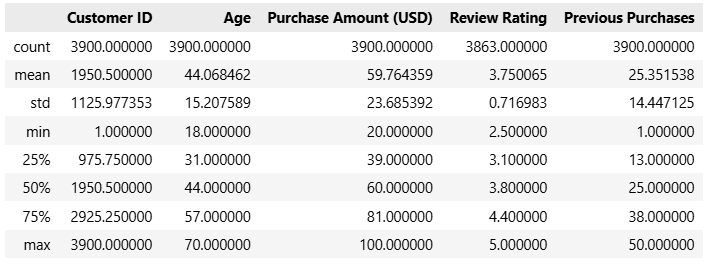 Customer ID Age Purchase Amount (USD) Review Rating Previous Purchases
count 3900.000000 3900.000000 3900.000000 3863.000000 3900.000000
mean 1950.500000 44.068462 59.764359 3.750065 25.351538
std 1125.977353 15.207589 23.685392 0.716983 14.447125
min 1.000000 18.000000 20.000000 2.500000 1.000000
25% 975.750000 31.000000 39.000000 3.100000 13.000000
50% 1950.500000 44.000000 60.000000 3.800000 25.000000
75% 2925.250000 57.000000 81.000000 4.400000 38.000000
max 3900.000000 70.000000 100.000000 5.000000 50.000000